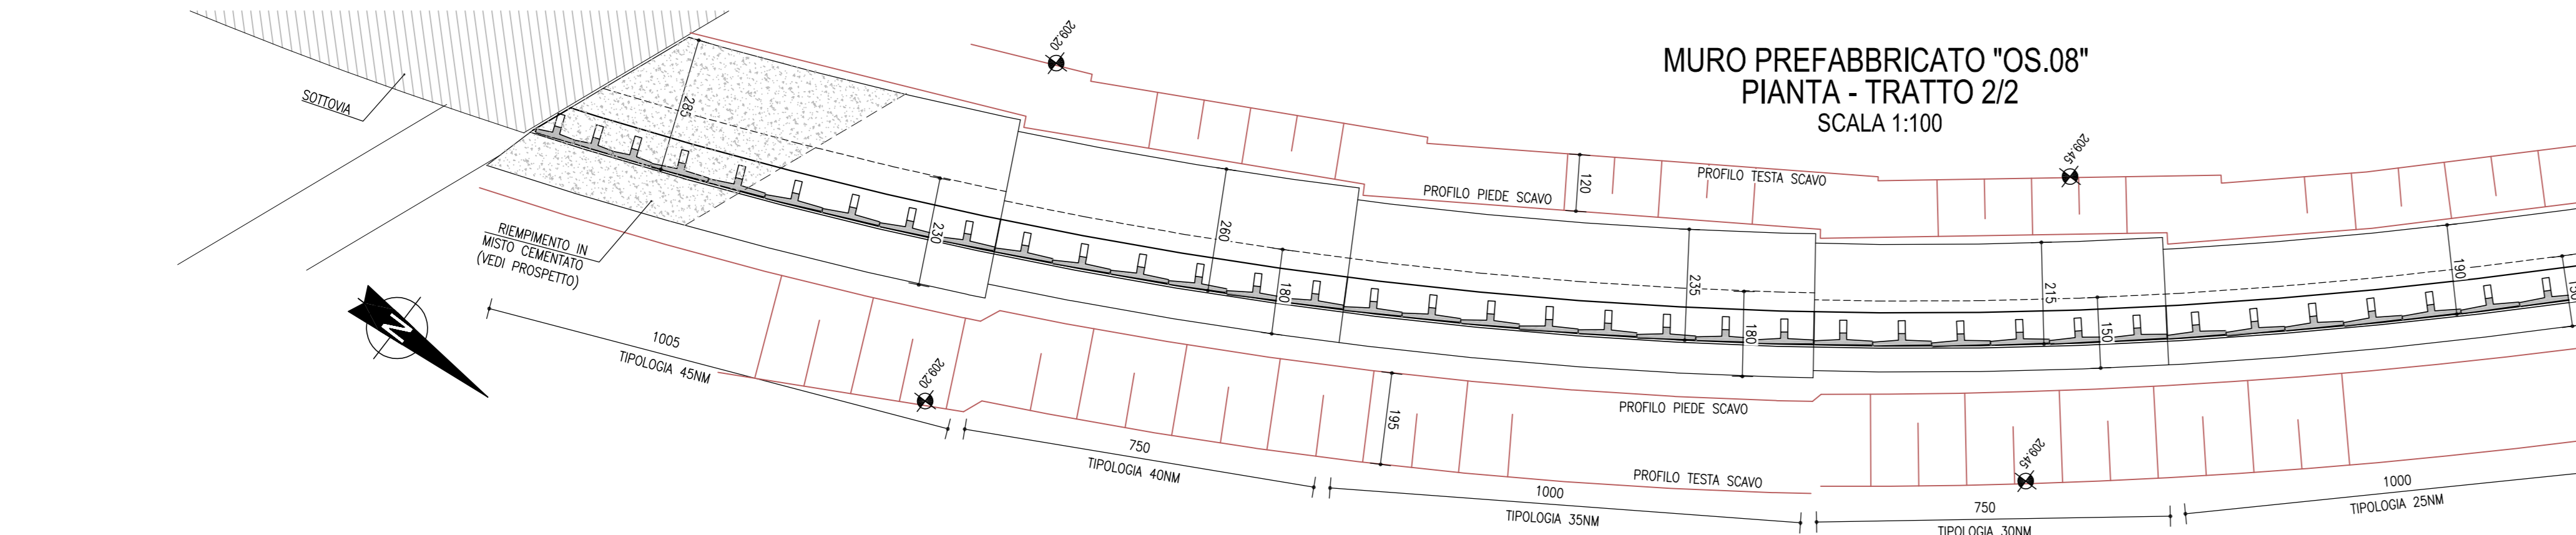 MURO PREFABBRICATO "OS.08"
PIANTA - TRATTO 2/2
SCALA 1:100
SOTTOVIA
RIEMPIMENTO IN
MISTO CEMENTATO
(VEDI PROSPETTO)
N
209.20
209.45
PROFILO PIEDE SCAVO
PROFILO TESTA SCAVO
120
285
230
260
180
235
180
215
150
190
150
195
209.20
209.45
PROFILO PIEDE SCAVO
PROFILO TESTA SCAVO
1005
TIPOLOGIA 45NM
750
TIPOLOGIA 40NM
1000
TIPOLOGIA 35NM
750
TIPOLOGIA 30NM
1000
TIPOLOGIA 25NM